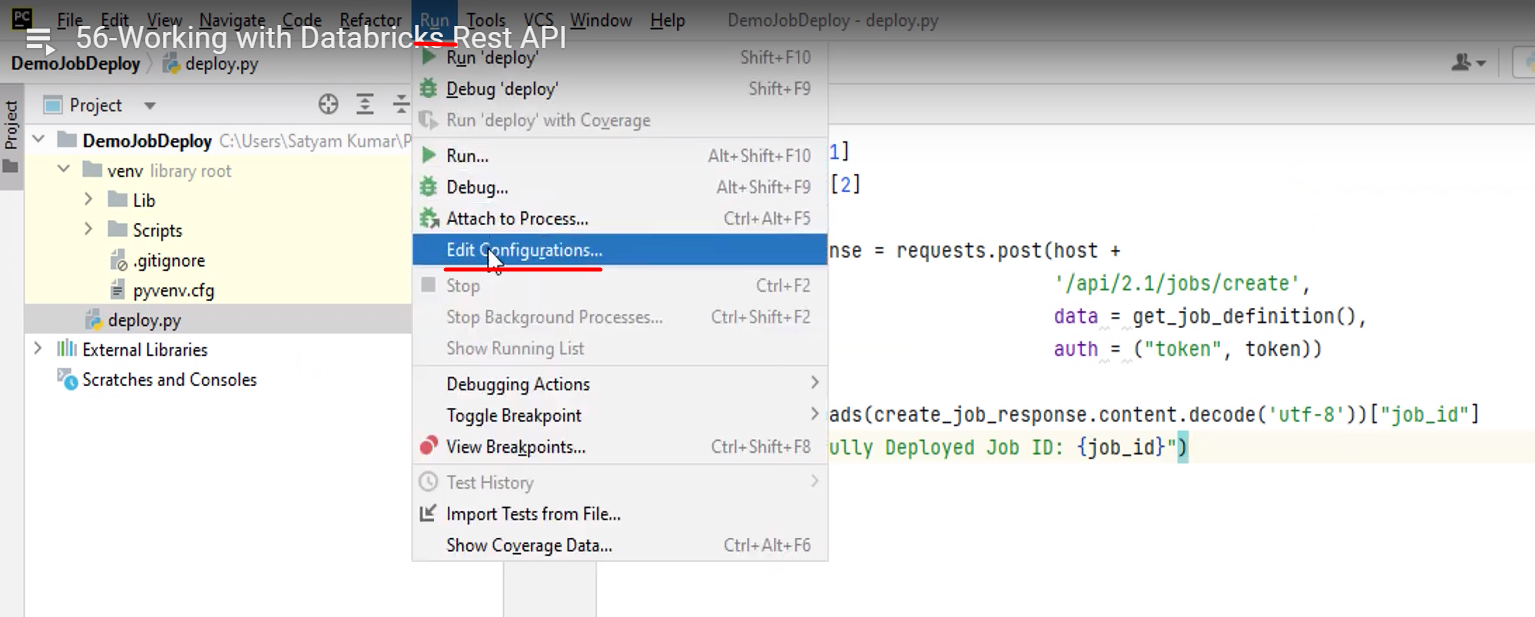 PC File Edit View Navigate Code Refactor Run Tools VCS Window Help DemoJobDeploy - deploy.py
56-Working with Databricks Rest API
DemoJobDeploy deploy.py
Project
Project
DemoJobDeploy C:\Users\Satyam Kumar\P
venv library root
Lib
Scripts
.gitignore
pyvenv.cfg
deploy.py
External Libraries
Scratches and Consoles
Run 'deploy' Shift+F10
Debug 'deploy' Shift+F9
Run 'deploy' with Coverage
Run... Alt+Shift+F10
Debug... Alt+Shift+F9
Attach to Process... Ctrl+Alt+F5
Edit Configurations...
Stop Ctrl+F2
Stop Background Processes... Ctrl+Shift+F2
Show Running List
Debugging Actions
Toggle Breakpoint
View Breakpoints... Ctrl+Shift+F8
Test History
Import Tests from File...
Show Coverage Data... Ctrl+Alt+F6
1]
[2]
nse = requests.post(host +
'/api/2.1/jobs/create',
data = get_job_definition(),
auth = ("token", token))
ads(create_job_response.content.decode('utf-8'))["job_id"]
ully Deployed Job ID: {job_id}")